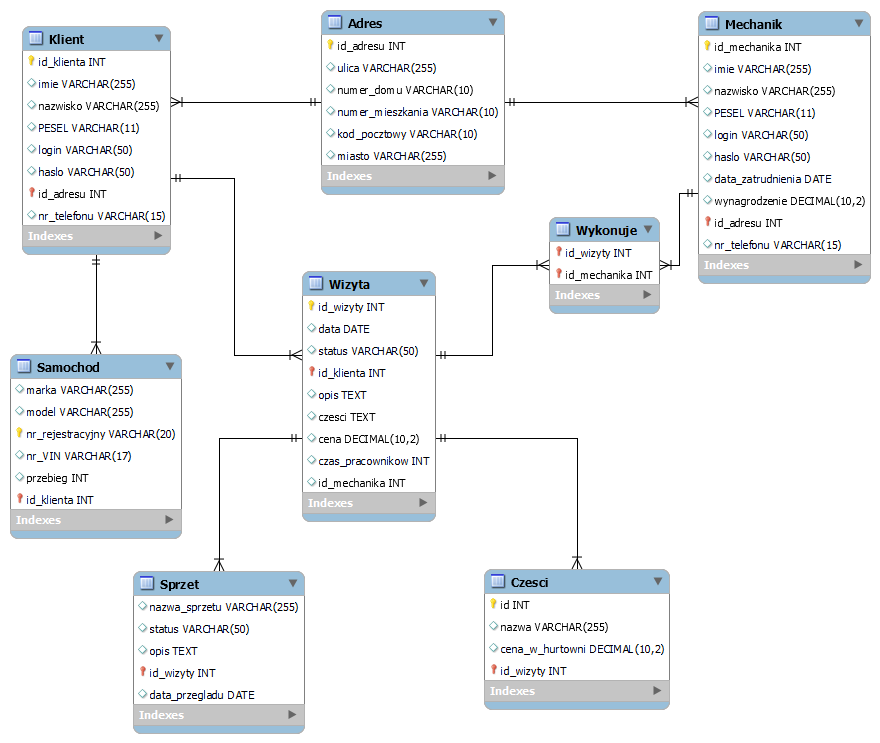 Klient
id_klienta INT
imie VARCHAR(255)
nazwisko VARCHAR(255)
PESEL VARCHAR(11)
login VARCHAR(50)
haslo VARCHAR(50)
id_adresu INT
nr_telefonu VARCHAR(15)
Indexes
Adres
id_adresu INT
ulica VARCHAR(255)
numer_domu VARCHAR(10)
numer_mieszkania VARCHAR(10)
kod_pocztowy VARCHAR(10)
miasto VARCHAR(255)
Indexes
Mechanik
id_mechanika INT
imie VARCHAR(255)
nazwisko VARCHAR(255)
PESEL VARCHAR(11)
login VARCHAR(50)
haslo VARCHAR(50)
data_zatrudnienia DATE
wynagrodzenie DECIMAL(10,2)
id_adresu INT
nr_telefonu VARCHAR(15)
Indexes
Wykonuje
id_wizyty INT
id_mechanika INT
Indexes
Wizyta
id_wizyty INT
data DATE
status VARCHAR(50)
id_klienta INT
opis TEXT
czesci TEXT
cena DECIMAL(10,2)
czas_pracownikow INT
id_mechanika INT
Indexes
Samochod
marka VARCHAR(255)
model VARCHAR(255)
nr_rejestracyjny VARCHAR(20)
nr_VIN VARCHAR(17)
przebieg INT
id_klienta INT
Indexes
Sprzet
nazwa_sprzetu VARCHAR(255)
status VARCHAR(50)
opis TEXT
id_wizyty INT
data_przegladu DATE
Indexes
Czesci
id INT
nazwa VARCHAR(255)
cena_w_hurtowni DECIMAL(10,2)
id_wizyty INT
Indexes